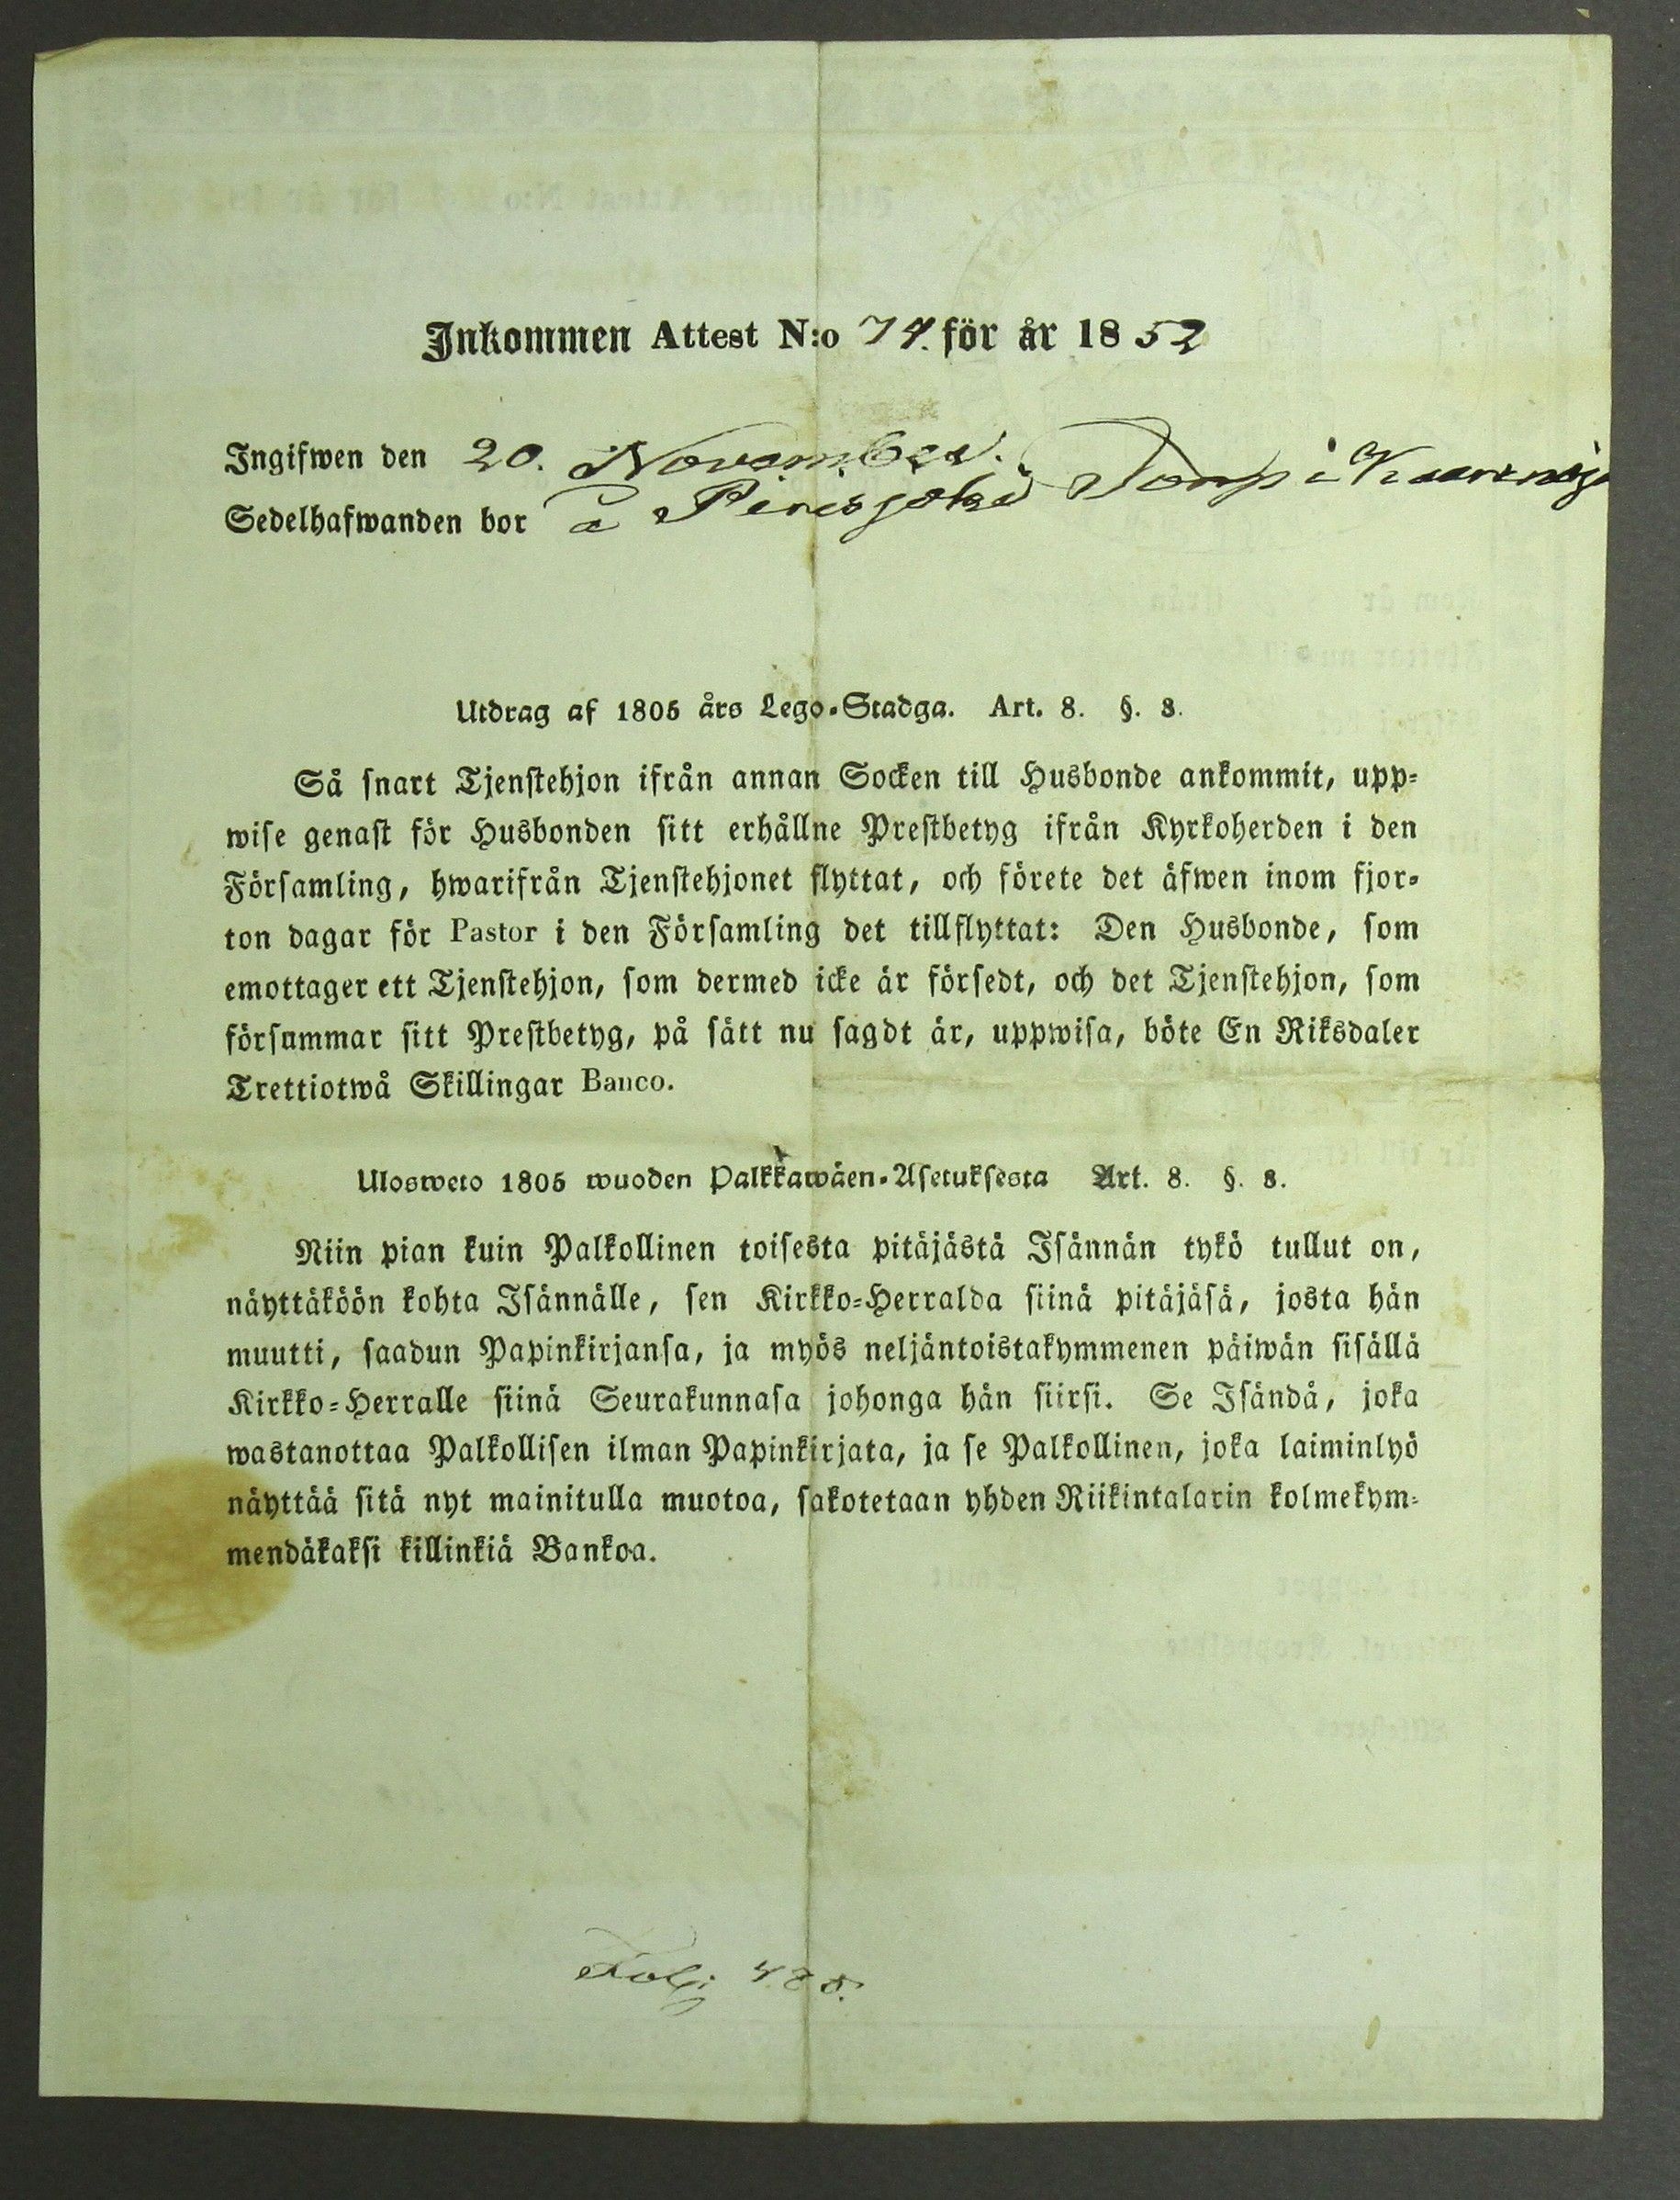 Inkommen Attest N:o 74. för år 1852
Ingifwen den 20. November.
Sedelhafwanden bor å Torp i
Utdrag af 1805 års Lego-Stadga. Art. 8. §. 8.
Så snart Tjenstehjon ifrån annan Socken till Husbonde ankommit, upp=
wise genast för Husbonden sitt erhållne Prestbetyg ifrån Kyrkoherden i den
Församling, hwarifrån Tjenstehjonet flyttat, och förete det äfwen inom fjor-
ton dagar för Pastor i den Församling det tillflyttat: Den Husbonde, som
emottager ett Tjenstehjon, som dermed icke är försedt, och det Tjenstehjon, som
försummar sitt Prestbetyg, på sätt nu sagdt är, uppwisa, böte En Riksdaler
Trettiotwå Skillingar Banco.
Ulosweto 1805 wuoden Palkkawäen-Asetuksesta Art. 8. §. 8.
Niin pian kuin Palkollinen toisesta pitäjästä Isännän tykö tullut on,
näyttäköön kohta Isännälle, sen Kirkko=Herralda siinä pitäjäsä, josta hän
muutti, saadun Papinkirjansa, ja myös neljäntoistakymmenen päiwän sisällä
Kirkko=Herralle siinä Seurakunnasa johonga hän siirsi. Se Isändä, joka
wastanottaa Palkollisen ilman Papinkirjata, ja se Palkollinen, joka laiminlyö
näyttää sitä nyt mainitulla muotoa, sakotetaan yhden Riikintalarin kolmekym=
mendäkaksi killinkiä Bankoa.